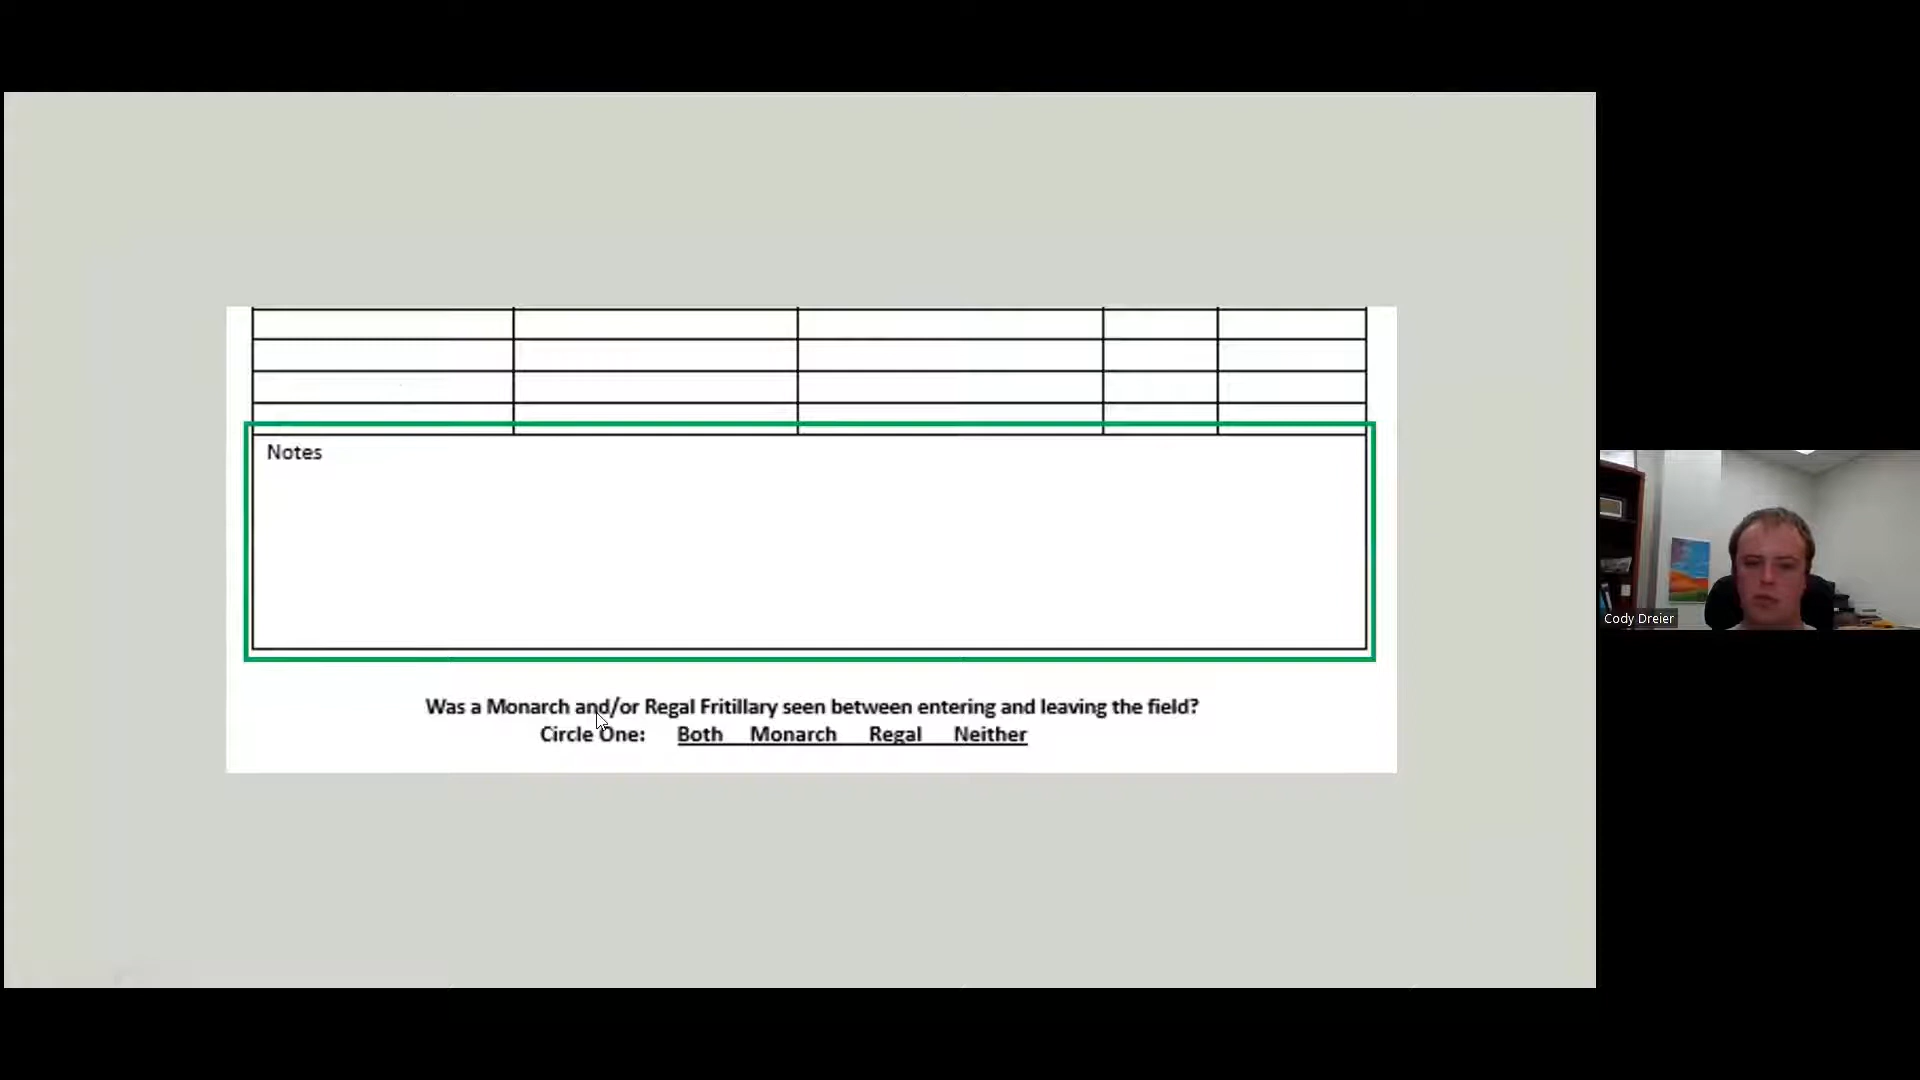 Notes
Was a Monarch and/or Regal Fritillary seen between entering and leaving the field?
Circle One: Both Monarch Regal Neither
Cody Dreier